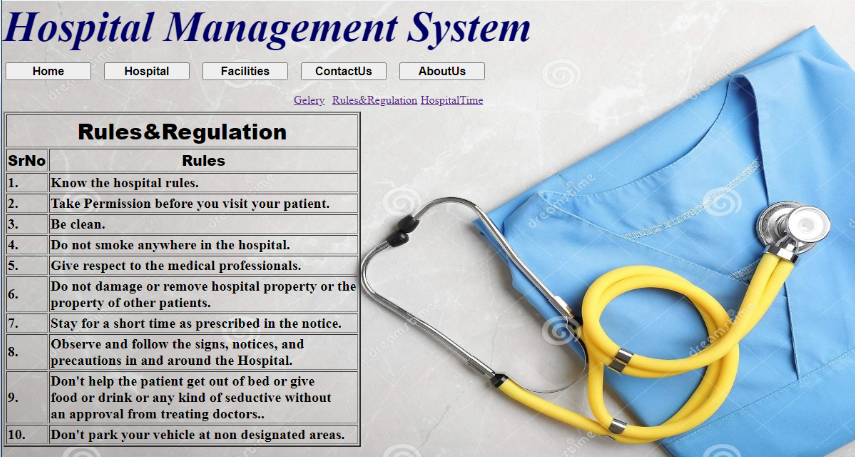 Hospital Management System
Home Hospital Facilities ContactUs AboutUs
Gelery Rules&Regulation HospitalTime
Rules&Regulation
SrNo Rules
1. Know the hospital rules.
2. Take Permission before you visit your patient.
3. Be clean.
4. Do not smoke anywhere in the hospital.
5. Give respect to the medical professionals.
6. Do not damage or remove hospital property or the
property of other patients.
7. Stay for a short time as prescribed in the notice.
8. Observe and follow the signs, notices, and
precautions in and around the Hospital.
9. Don't help the patient get out of bed or give
food or drink or any kind of seductive without
an approval from treating doctors..
10. Don't park your vehicle at non designated areas.
dreamstime
dreamstime
dreamstime
dreamstime